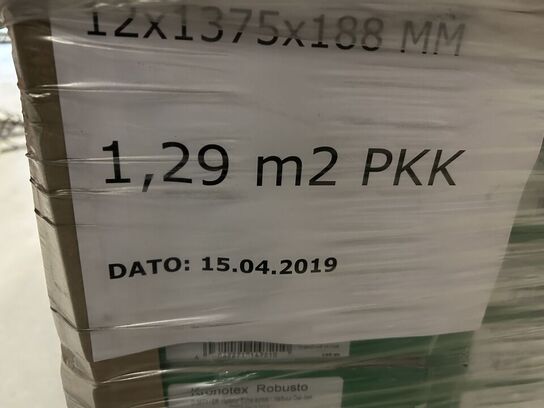 12x1375x188 MM
1,29 m2 PKK
DATO: 15.04.2019
Kronotex Robusto